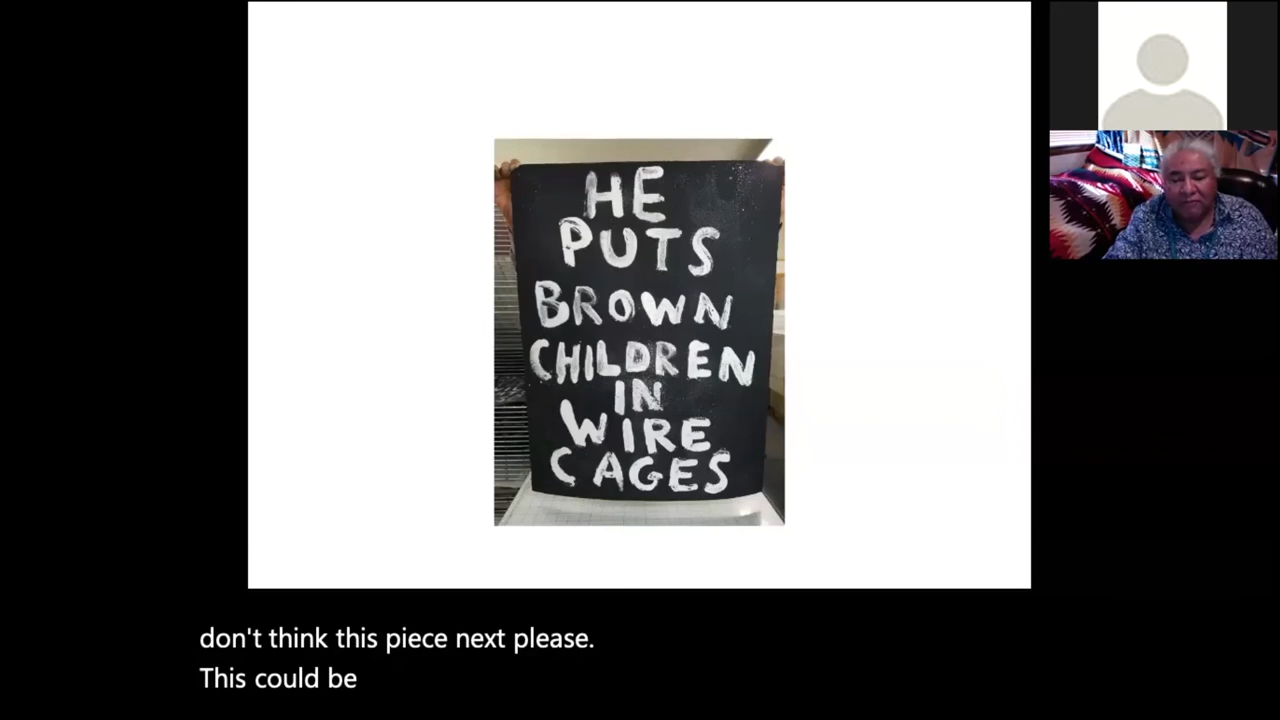 HE
PUTS
BROWN
CHILDREN
IN
WIRE
CAGES
don't think this piece next please.
This could be